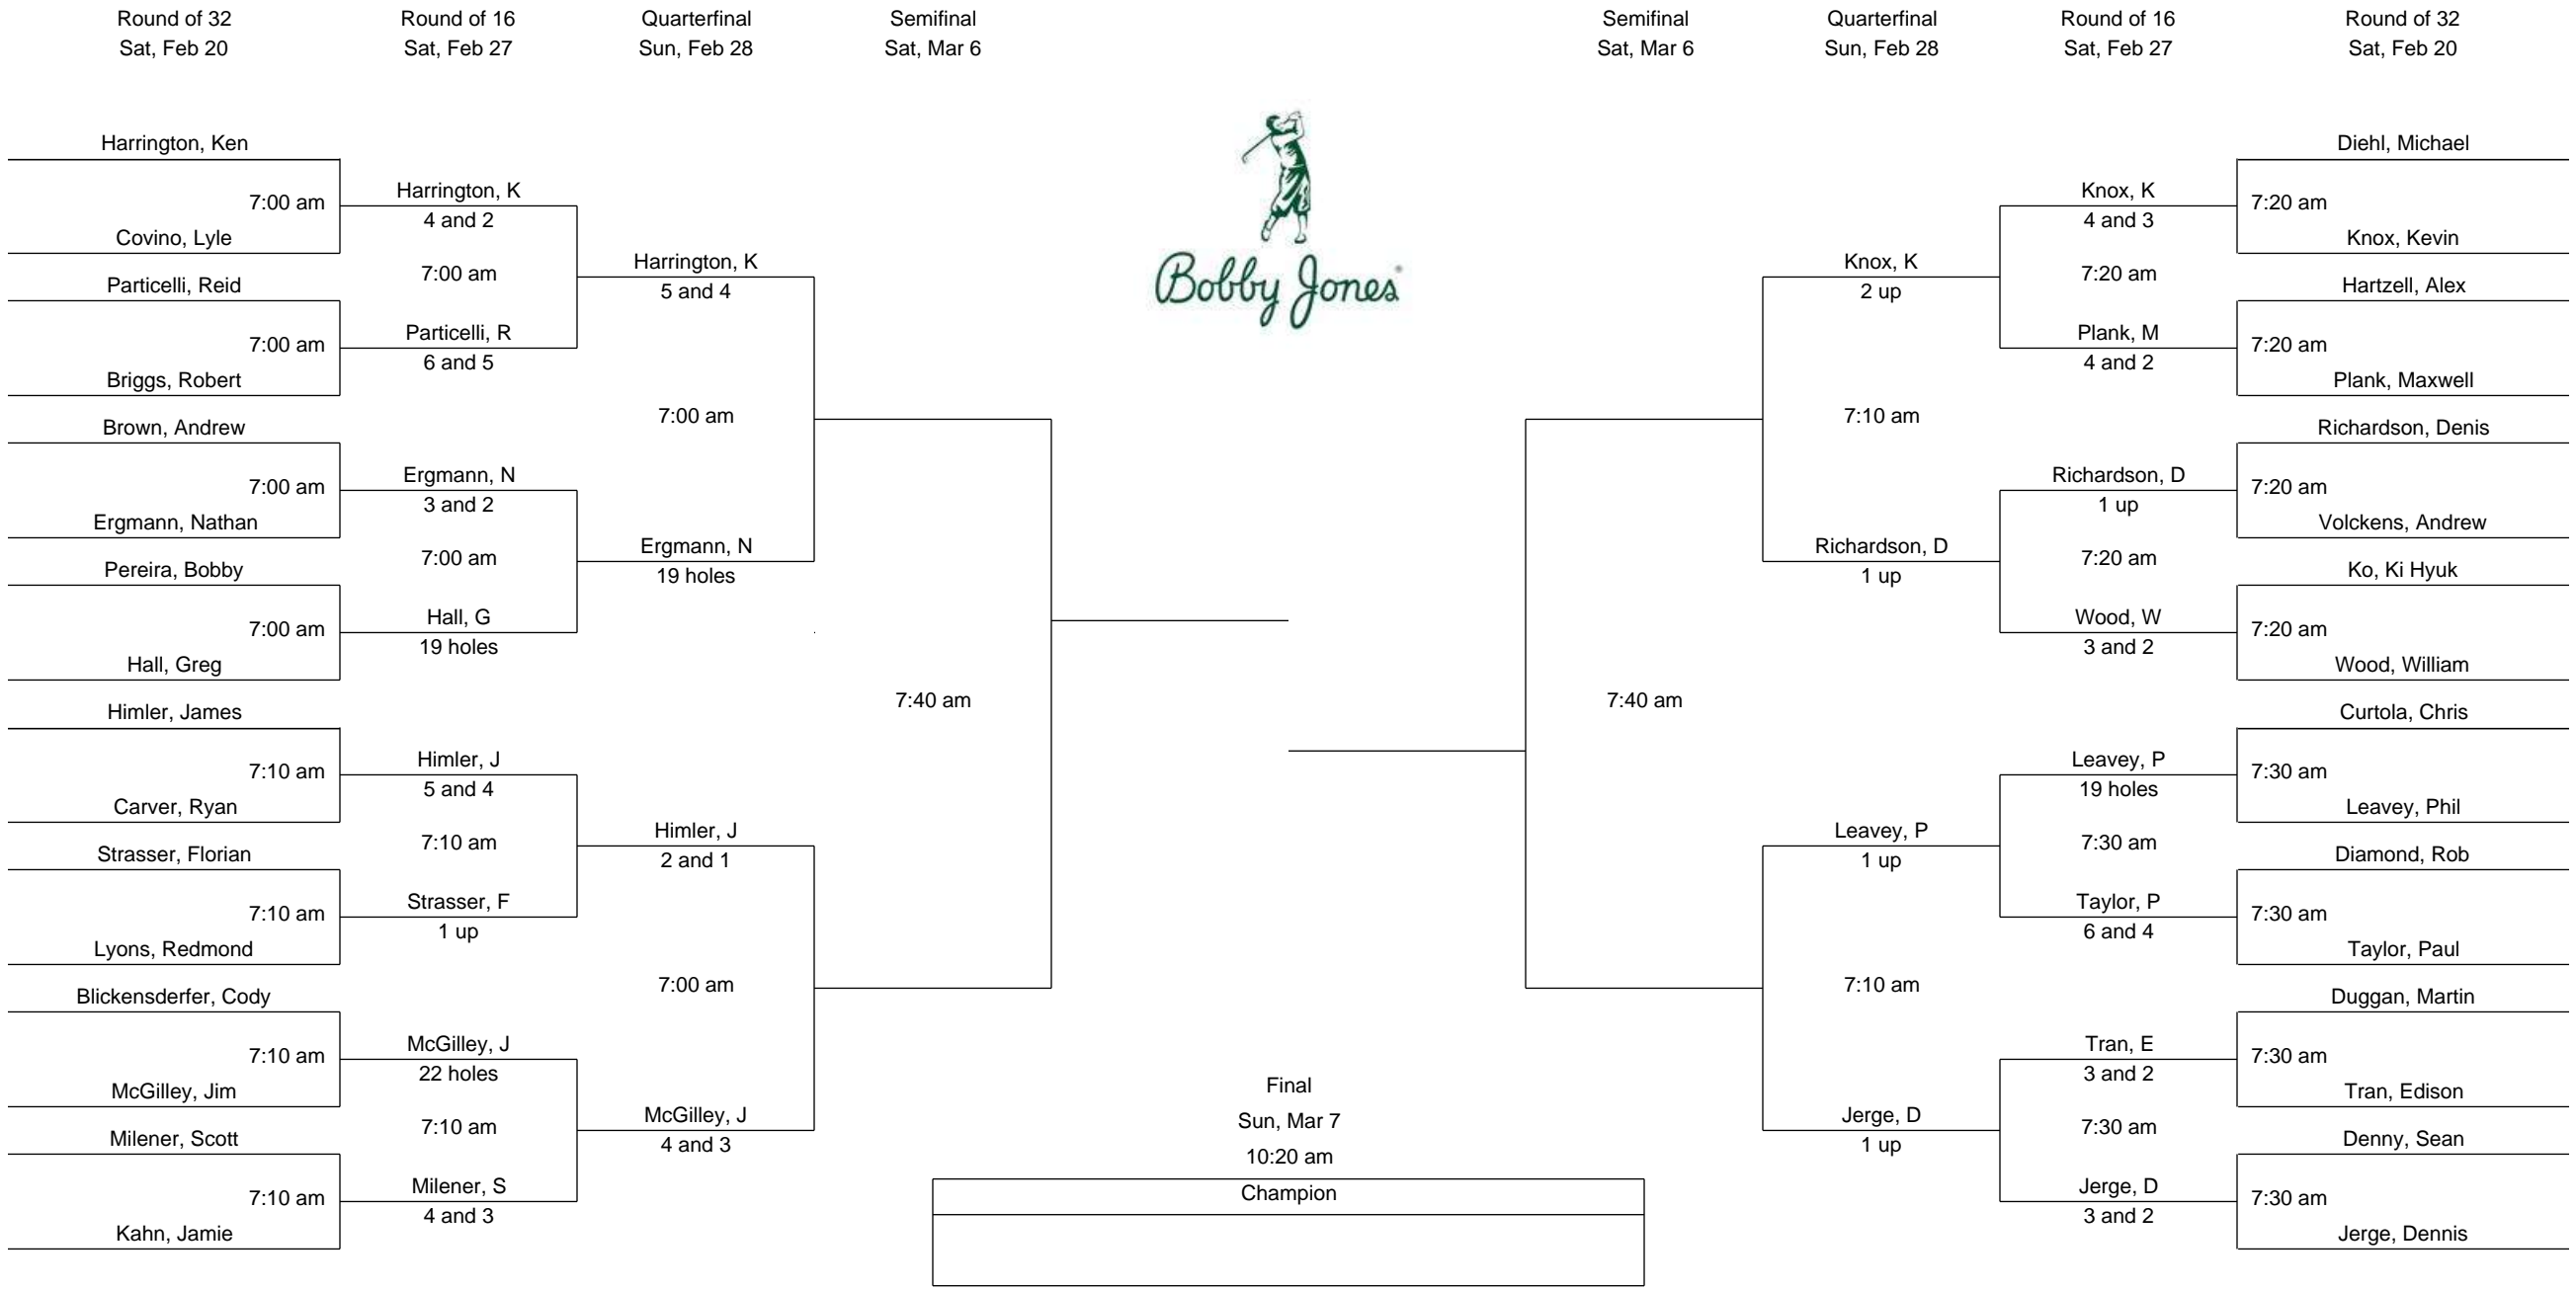 Round of 32
Sat, Feb 20
Round of 16
Sat, Feb 27
Quarterfinal
Sun, Feb 28
Semifinal
Sat, Mar 6
Semifinal
Sat, Mar 6
Quarterfinal
Sun, Feb 28
Round of 16
Sat, Feb 27
Round of 32
Sat, Feb 20
Harrington, Ken
7:00 am
Covino, Lyle
Particelli, Reid
7:00 am
Briggs, Robert
Brown, Andrew
7:00 am
Ergmann, Nathan
Pereira, Bobby
7:00 am
Hall, Greg
Himler, James
7:10 am
Carver, Ryan
Strasser, Florian
7:10 am
Lyons, Redmond
Blickensderfer, Cody
7:10 am
McGilley, Jim
Milener, Scott
7:10 am
Kahn, Jamie
Harrington, K
4 and 2
7:00 am
Particelli, R
6 and 5
Ergmann, N
3 and 2
7:00 am
Hall, G
19 holes
Himler, J
5 and 4
7:10 am
Strasser, F
1 up
McGilley, J
22 holes
7:10 am
Milener, S
4 and 3
Harrington, K
5 and 4
7:00 am
Ergmann, N
19 holes
Himler, J
2 and 1
7:00 am
McGilley, J
4 and 3
7:40 am
Bobby Jones®
Final
Sun, Mar 7
10:20 am
Champion
7:40 am
Knox, K
2 up
7:10 am
Richardson, D
1 up
Leavey, P
1 up
7:10 am
Jerge, D
1 up
Knox, K
4 and 3
7:20 am
Plank, M
4 and 2
Richardson, D
1 up
7:20 am
Wood, W
3 and 2
Leavey, P
19 holes
7:30 am
Taylor, P
6 and 4
Tran, E
3 and 2
7:30 am
Jerge, D
3 and 2
Diehl, Michael
7:20 am
Knox, Kevin
Hartzell, Alex
7:20 am
Plank, Maxwell
Richardson, Denis
7:20 am
Volckens, Andrew
Ko, Ki Hyuk
7:20 am
Wood, William
Curtola, Chris
7:30 am
Leavey, Phil
Diamond, Rob
7:30 am
Taylor, Paul
Duggan, Martin
7:30 am
Tran, Edison
Denny, Sean
7:30 am
Jerge, Dennis